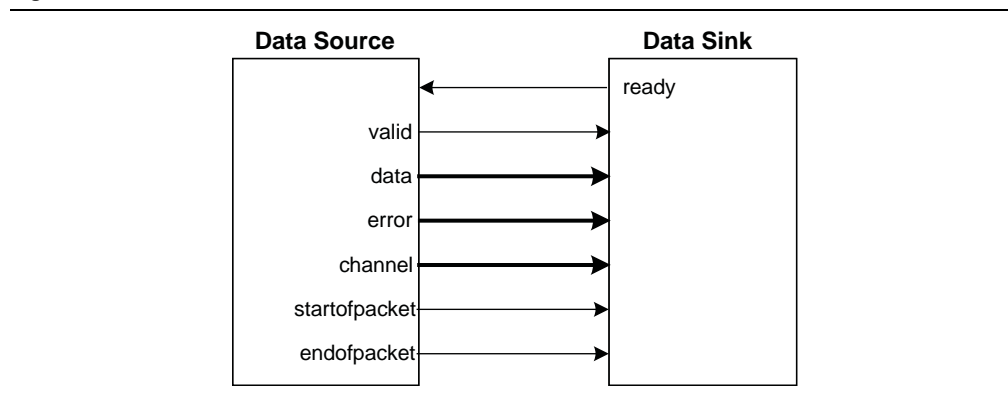 Data Source
Data Sink
ready
valid
data
error
channel
startofpacket
endofpacket